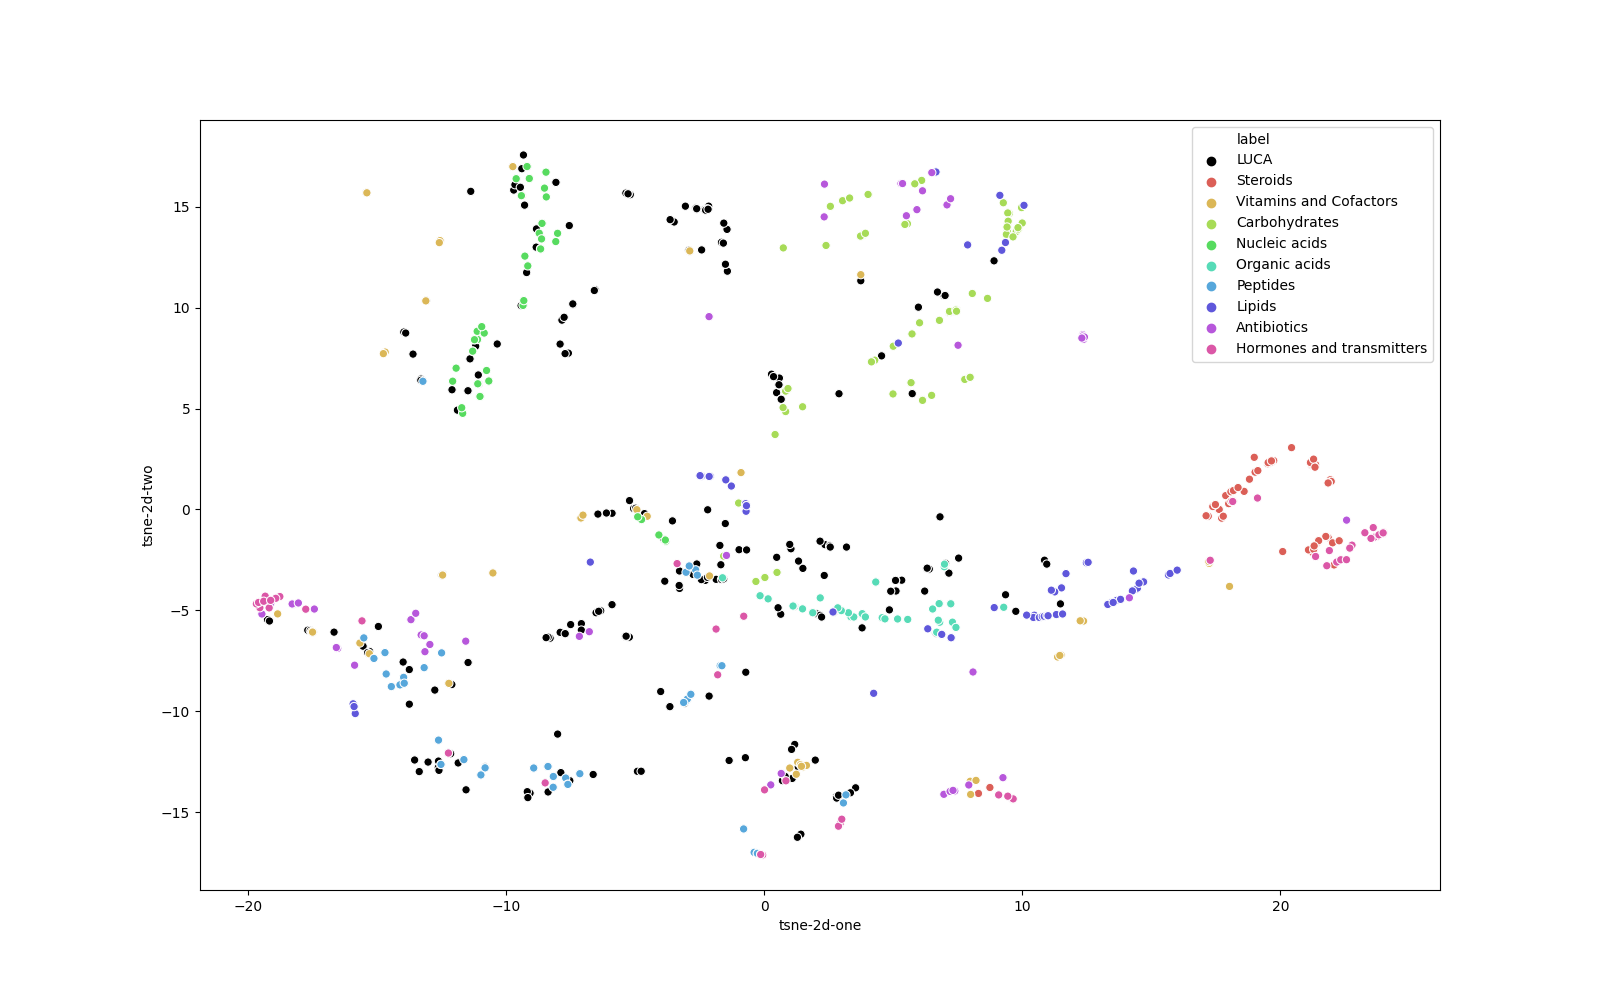 label
LUCA
Steroids
Vitamins and Cofactors
Carbohydrates
Nucleic acids
Organic acids
Peptides
Lipids
Antibiotics
Hormones and transmitters
15
10
5
0
−5
−10
−15
tsne-2d-two
−20
−10
0
10
20
tsne-2d-one